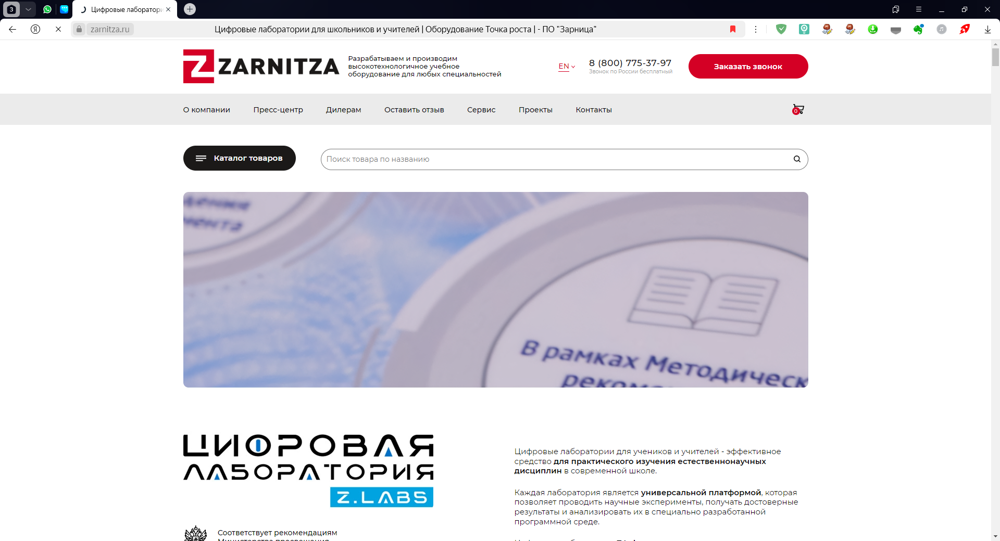 3
Цифровые лаборатори
zarnitza.ru
Цифровые лаборатории для школьников и учителей | Оборудование Точка роста | - ПО "Зарница"
ZARNITZA
Разрабатываем и производим
высокотехнологичное учебное
оборудование для любых специальностей
EN
8 (800) 775-37-97
Звонок по России бесплатный
Заказать звонок
О компании
Пресс-центр
Дилерам
Оставить отзыв
Сервис
Проекты
Контакты
0
Каталог товаров
Поиск товара по названию
мента
В рамках Методическ
рекоме
ЦИФРОВАЯ
ЛАБОРАТОРИЯ
Z.LABS
Соответствует рекомендациям
Министерства просвещения
Цифровые лаборатории для учеников и учителей - эффективное
средство для практического изучения естественнонаучных
дисциплин в современной школе.
Каждая лаборатория является универсальной платформой, которая
позволяет проводить научные эксперименты, получать достоверные
результаты и анализировать их в специально разработанной
программной среде.